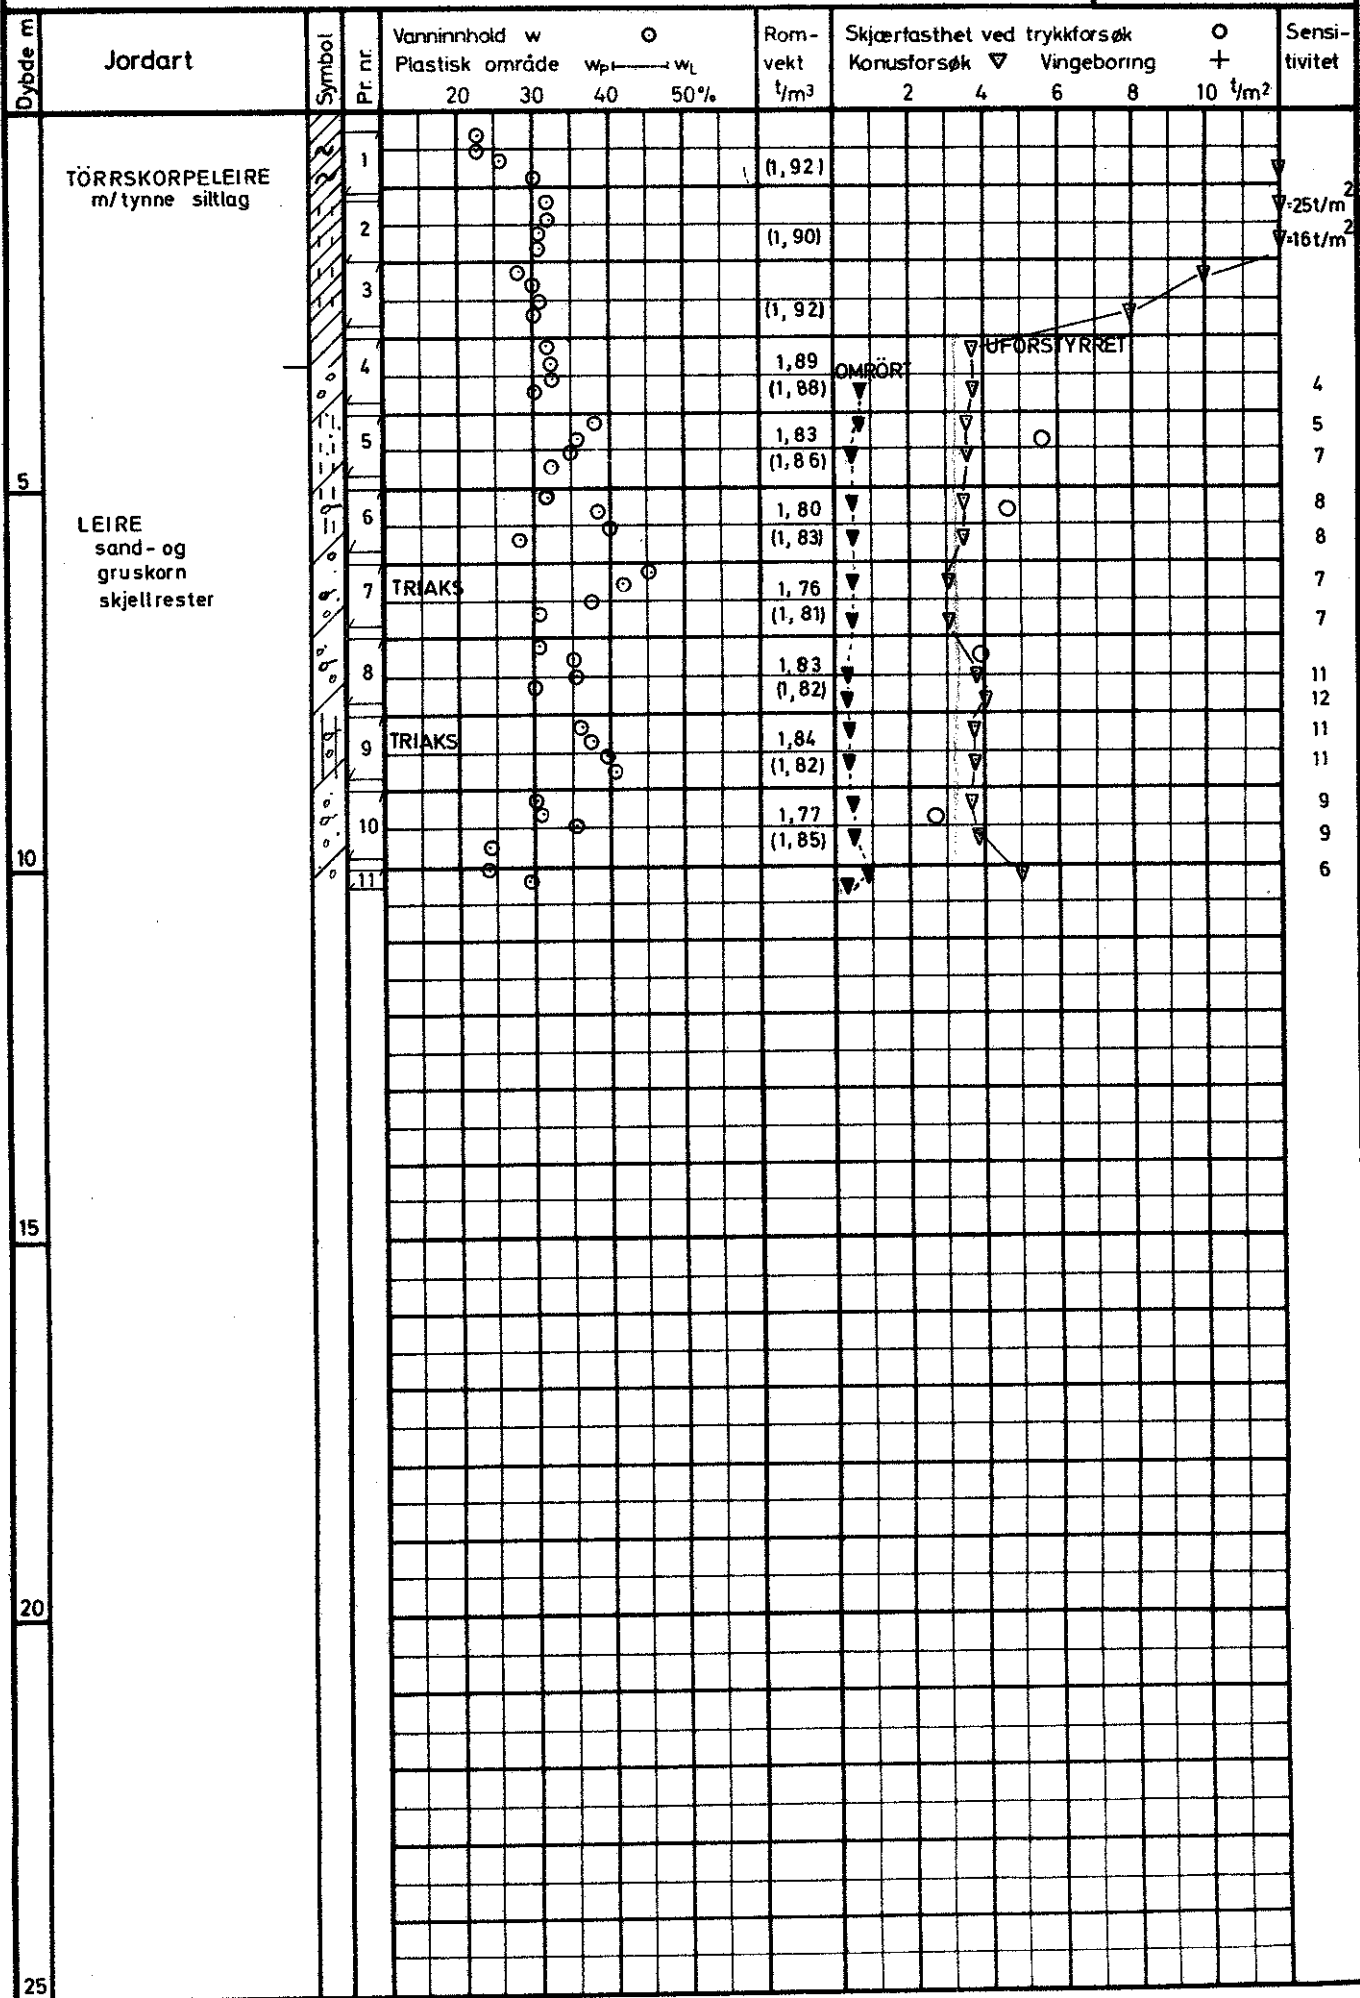 Dybde m
Jordart
Symbol
Pr. nr.
Vanninnhold w
Plastisk område wP wL
20 30 40 50%
Rom-
vekt
t/m³
Skjærfasthet ved trykkforsøk
Konusforsøk Vingeboring +
2 4 6 8 10 t/m²
Sensi-
tivitet
TÖRRSKORPELEIRE
m/tynne siltlag
1
(1,92)
=25t/m²
2
(1,90)
=16t/m²
3
(1,92)
UFORSTYRRET
4
1,89
OMRÖRT
(1,88)
4
5
5
1,83
(1,86)
7
5
LEIRE
sand- og
gruskorn
skjellrester
6
1,80
8
(1,83)
8
7
TRIAKS
1,76
7
(1,81)
7
8
1,83
11
(1,82)
12
9
TRIAKS
1,84
11
(1,82)
11
10
1,77
9
(1,85)
9
10
11
6
15
20
25